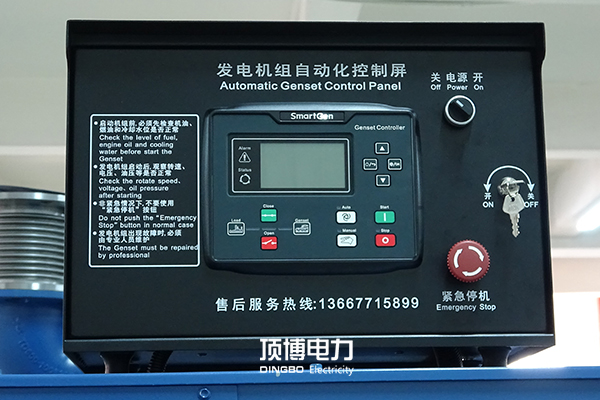 发电机组自动化控制屏
Automatic Genset Control Panel
关 电源 开
Off Power On
•启动机组前,必须先检查机油、
燃油和冷却水位是否正常
Check the level of fuel,
engine oil and cooling
water before start the
Genset
•发电机组启动后,观察转速、
电压、油压等是否正常
Check the rotate speed、
voltage、oil pressure
after starting
•非紧急情况下,不要使用
“紧急停机”按钮
Do not push the "Emergency
Stop" button in normal case
•发电机组出现故障时,必须
由专业人员维护
The Genset must be repaired
by professional
SmartGen
Genset Controller
Alarm
Status
Close
Load
Genset
Open
Auto
Start
Manual
Stop
开
ON
关
OFF
紧急停机
Emergency Stop
售后服务热线:13667715899
顶博电力
DINGBO Electricity